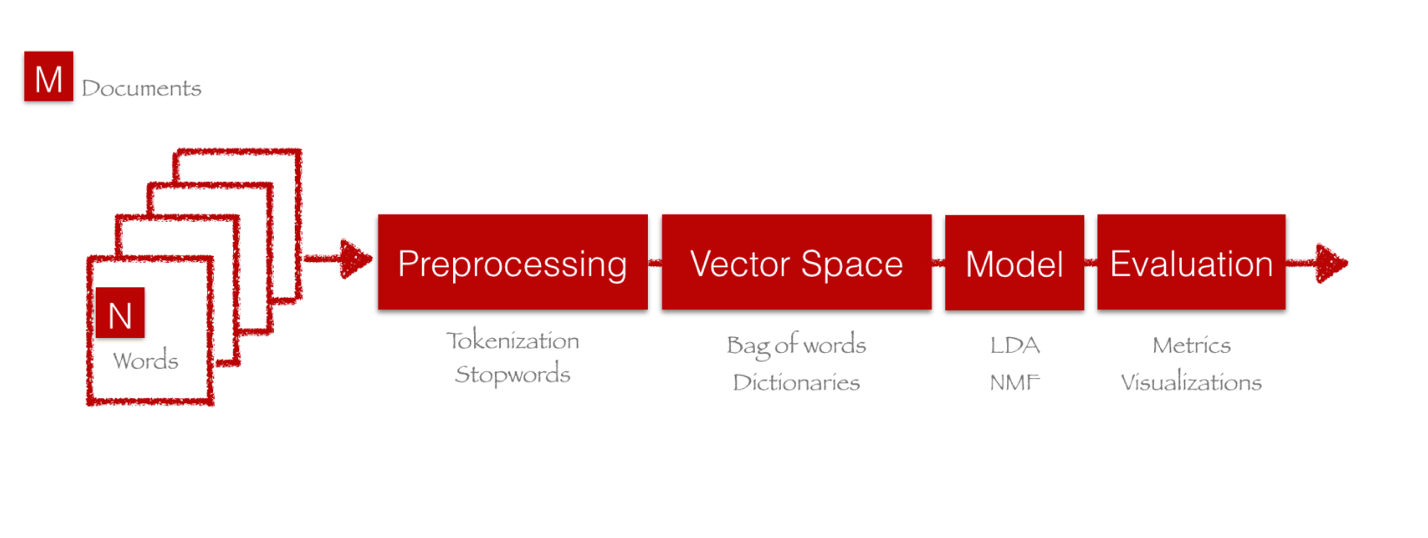 M Documents
N
Words
Preprocessing
Tokenization
Stopwords
Vector Space
Bag of words
Dictionaries
Model
LDA
NMF
Evaluation
Metrics
Visualizations